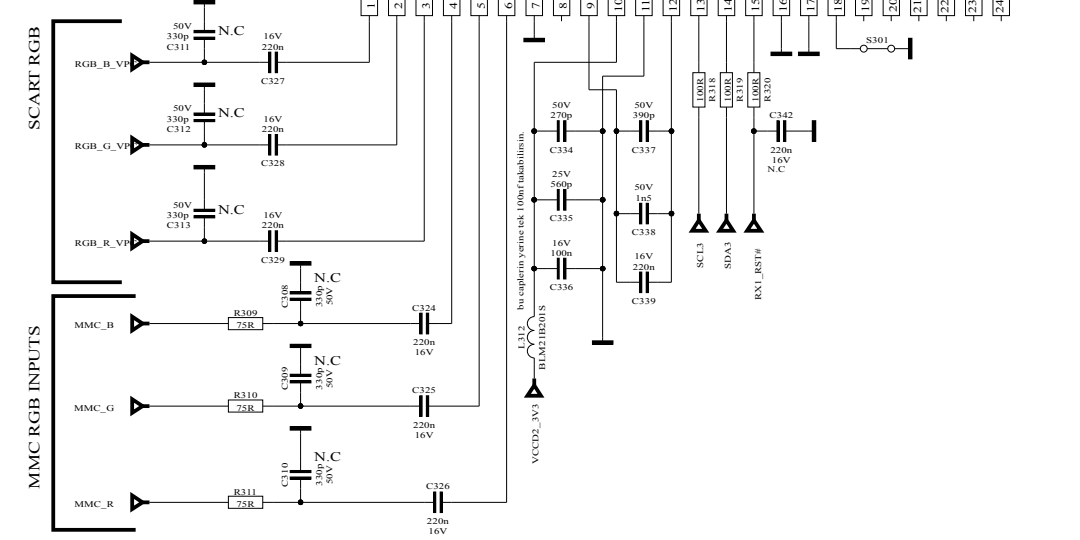 1
2
3
4
5
6
7
8
9
10
11
12
13
14
15
16
17
18
19
20
21
22
23
24
SCART RGB
50V
330p
C311
N.C
16V
220n
C327
RGB_B_VP
50V
330p
C312
N.C
16V
220n
C328
RGB_G_VP
50V
330p
C313
N.C
16V
220n
C329
RGB_R_VP
MMC RGB INPUTS
C308
330p
50V
N.C
MMC_B
R309
75R
C324
220n
16V
C309
330p
50V
N.C
MMC_G
R310
75R
C325
220n
16V
C310
330p
50V
N.C
MMC_R
R311
75R
C326
220n
16V
bu caplerin yerine tek 100nf takabilirsin.
50V
270p
C334
25V
560p
C335
16V
100n
C336
50V
390p
C337
50V
1n5
C338
16V
220n
C339
L312
BLM21B201S
VCCD2_3V3
100R
R318
100R
R319
100R
R320
C342
220n
16V
N.C
SCL3
SDA3
RX1_RST#
S301